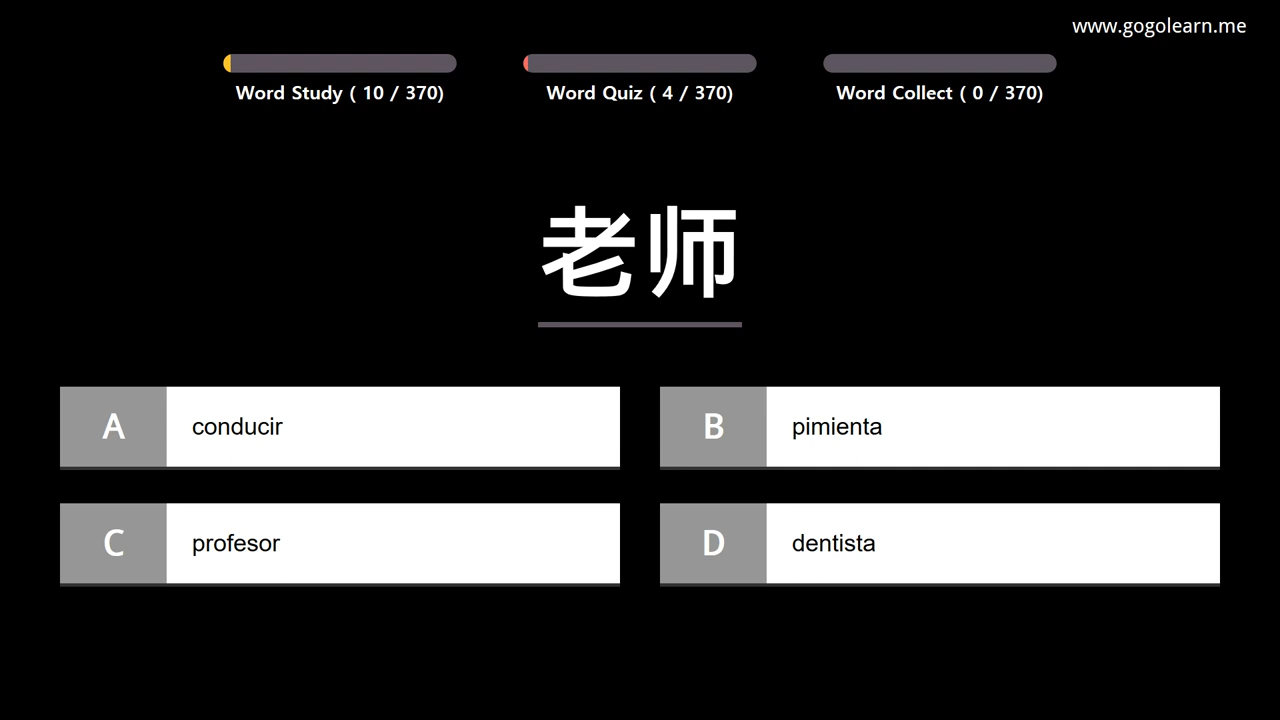 www.gogolearn.me
Word Study ( 10 / 370)
Word Quiz ( 4 / 370)
Word Collect ( 0 / 370)
老师
A conducir
B pimienta
C profesor
D dentista